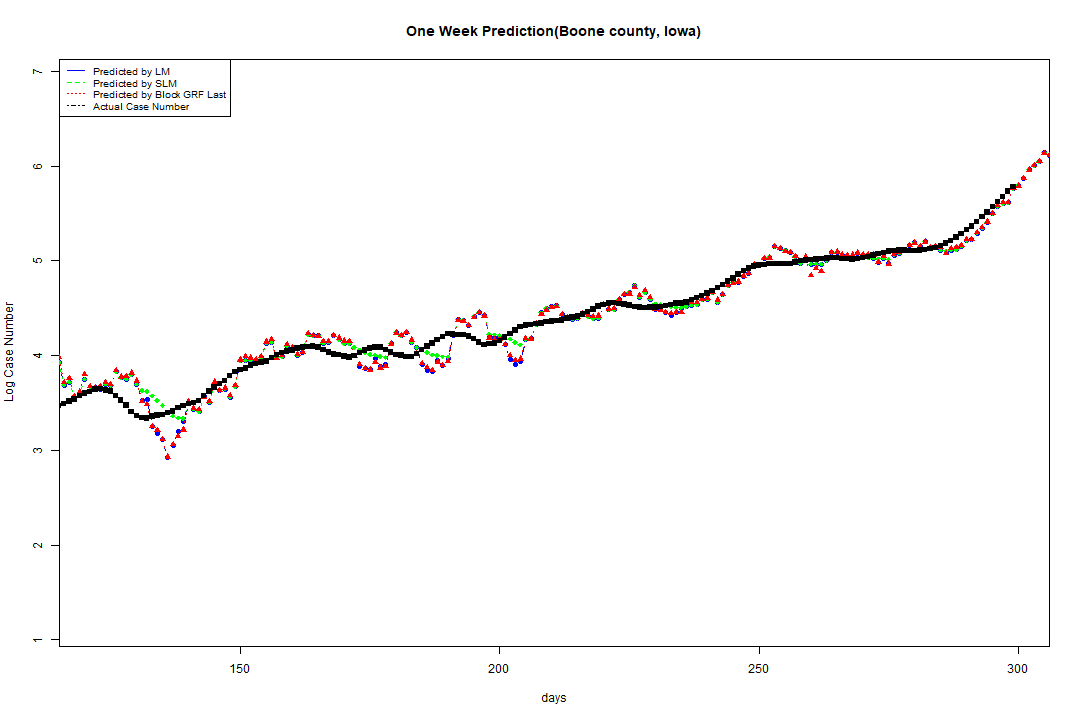 One Week Prediction(Boone county, Iowa)
Predicted by LM
Predicted by SLM
Predicted by Block GRF Last
Actual Case Number
7
6
5
4
3
2
1
Log Case Number
150 200 250 300
days